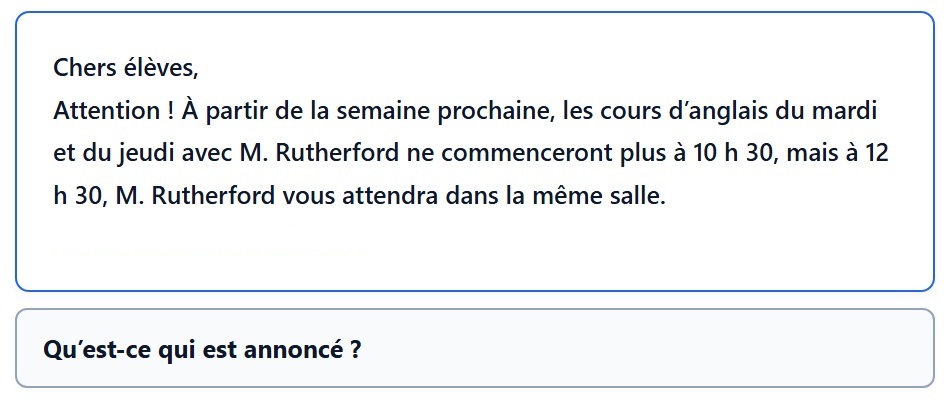 Chers élèves,
Attention ! À partir de la semaine prochaine, les cours d’anglais du mardi
et du jeudi avec M. Rutherford ne commenceront plus à 10 h 30, mais à 12
h 30, M. Rutherford vous attendra dans la même salle.
Qu’est-ce qui est annoncé ?